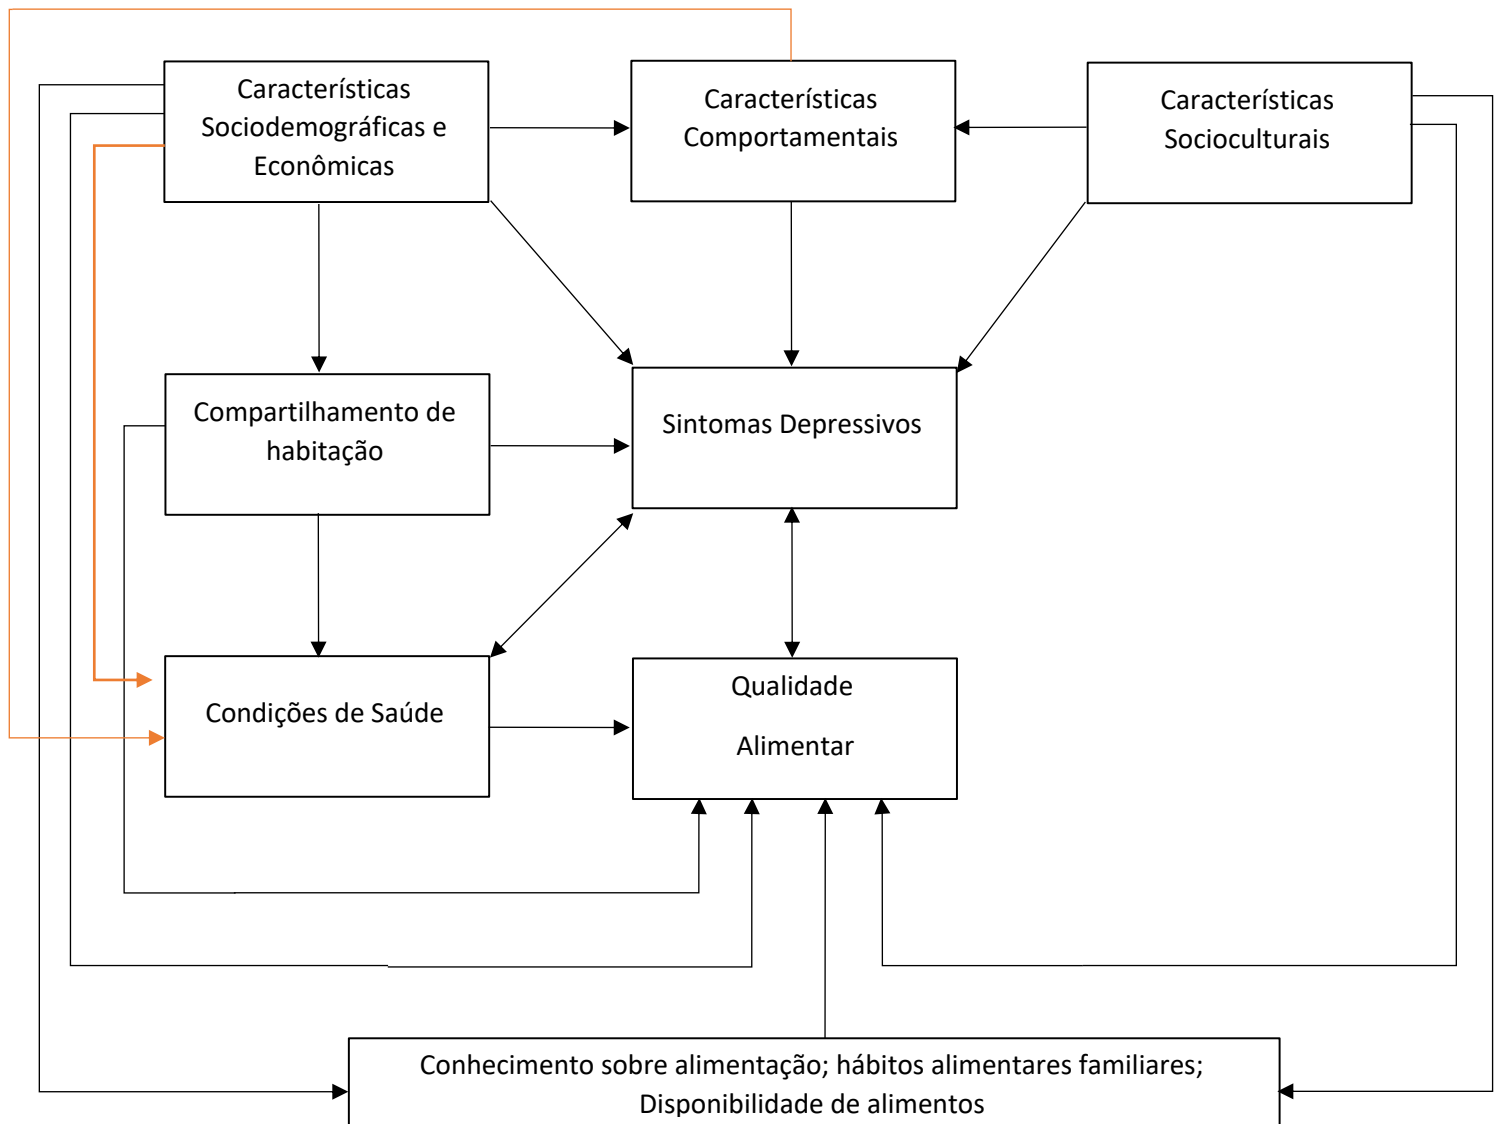 Características
Sociodemográficas e
Econômicas
Características
Comportamentais
Características
Socioculturais
Compartilhamento de
habitação
Sintomas Depressivos
Condições de Saúde
Qualidade
Alimentar
Conhecimento sobre alimentação; hábitos alimentares familiares;
Disponibilidade de alimentos